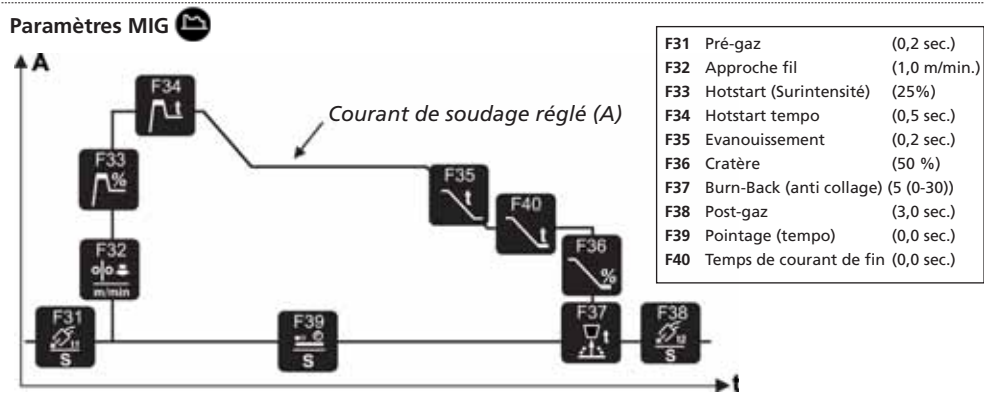 Paramètres MIG
A
F34
t
Courant de soudage réglé (A)
F33
%
F35
t
F40
t
F32
m/min
F36
%
F31
S
F39
S
F37
t
F38
S
t
F31 Pré-gaz (0,2 sec.)
F32 Approche fil (1,0 m/min.)
F33 Hotstart (Surintensité) (25%)
F34 Hotstart tempo (0,5 sec.)
F35 Evanouissement (0,2 sec.)
F36 Cratère (50 %)
F37 Burn-Back (anti collage) (5 (0-30))
F38 Post-gaz (3,0 sec.)
F39 Pointage (tempo) (0,0 sec.)
F40 Temps de courant de fin (0,0 sec.)